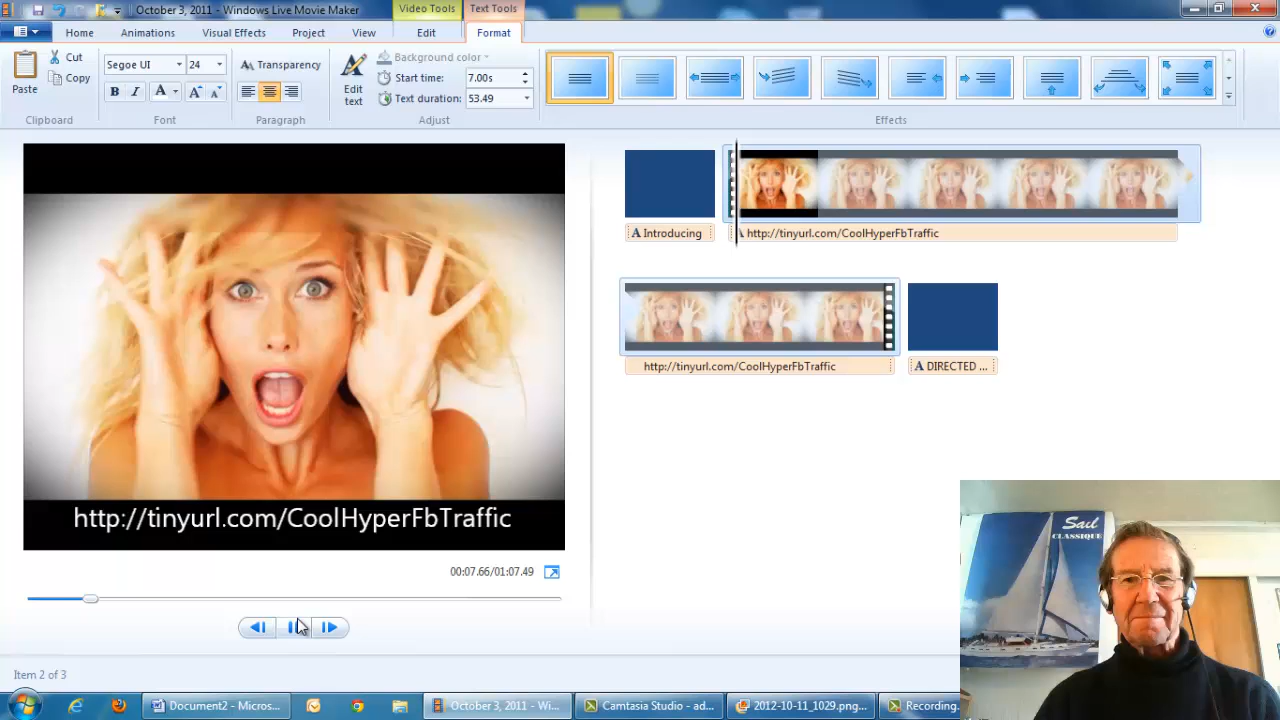 October 3, 2011 - Windows Live Movie Maker
Video Tools
Text Tools
Home
Animations
Visual Effects
Project
View
Edit
Format
Paste
Cut
Copy
Clipboard
Segoe UI
24
B I A A A
Font
Transparency
Paragraph
Edit text
Background color
Start time: 7.00s
Text duration: 53.49
Adjust
Effects
A Introducing
http://tinyurl.com/CoolHyperFbTraffic
http://tinyurl.com/CoolHyperFbTraffic
A DIRECTED ...
http://tinyurl.com/CoolHyperFbTraffic
00:07.66/01:07.49
Sail
CLASSIQUE
Item 2 of 3
Document2 - Micros...
October 3, 2011 - Wi...
Camtasia Studio - ad...
2012-10-11_1029.png...
Recording...